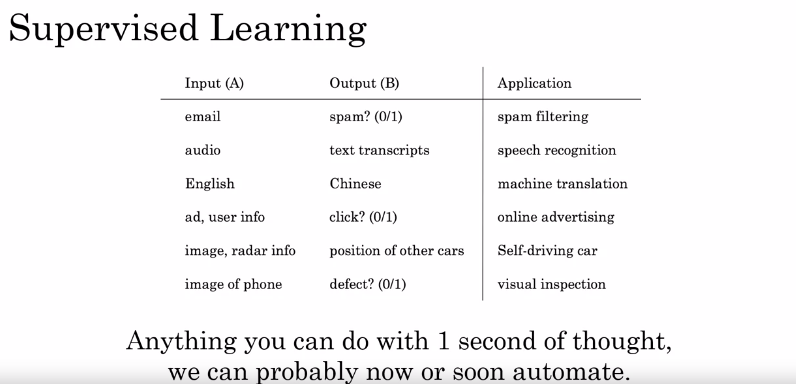 Supervised Learning
Input (A) Output (B) Application
email spam? (0/1) spam filtering
audio text transcripts speech recognition
English Chinese machine translation
ad, user info click? (0/1) online advertising
image, radar info position of other cars Self-driving car
image of phone defect? (0/1) visual inspection
Anything you can do with 1 second of thought,
we can probably now or soon automate.